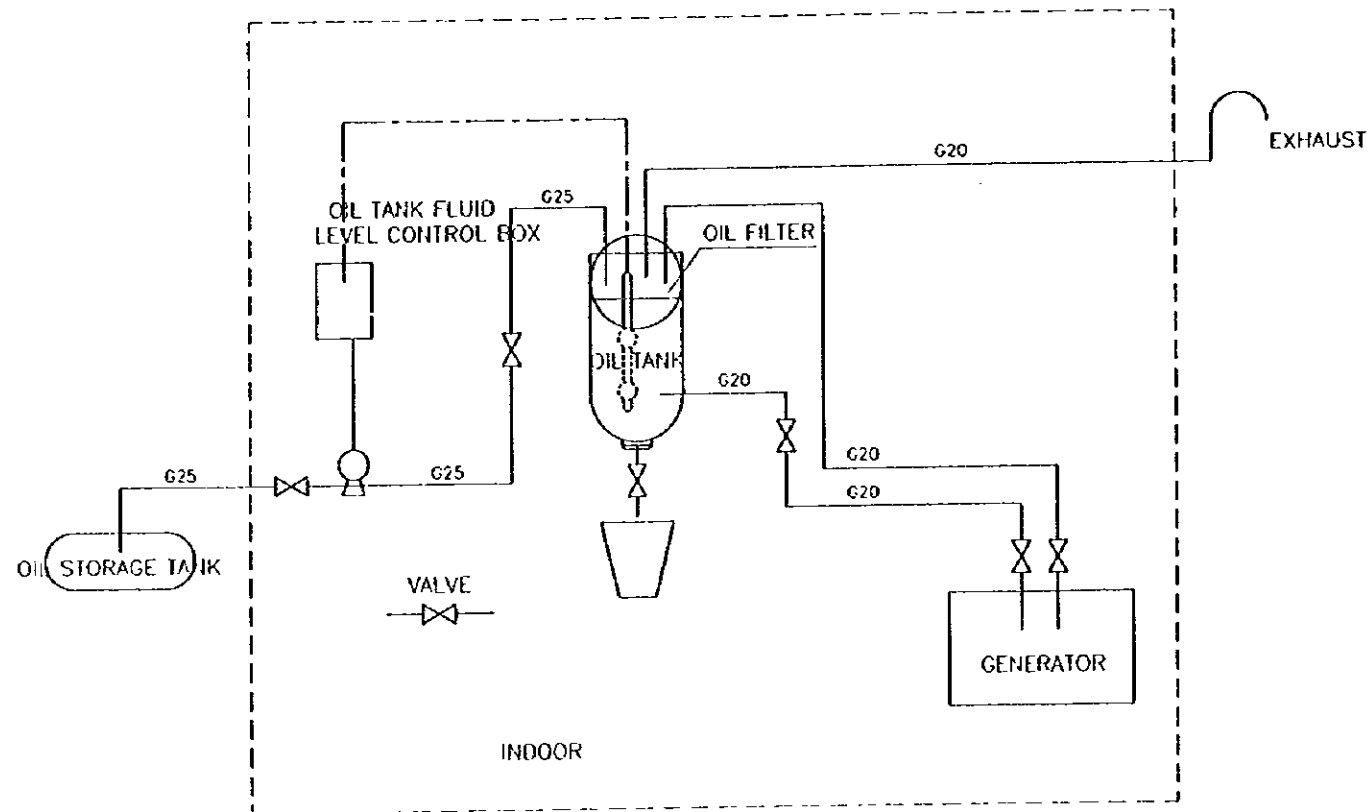 G20
EXHAUST
G25
OIL TANK FLUID
LEVEL CONTROL BOX
OIL FILTER
OIL TANK
G20
G20
G25
G25
G20
OIL STORAGE TANK
VALVE
GENERATOR
INDOOR